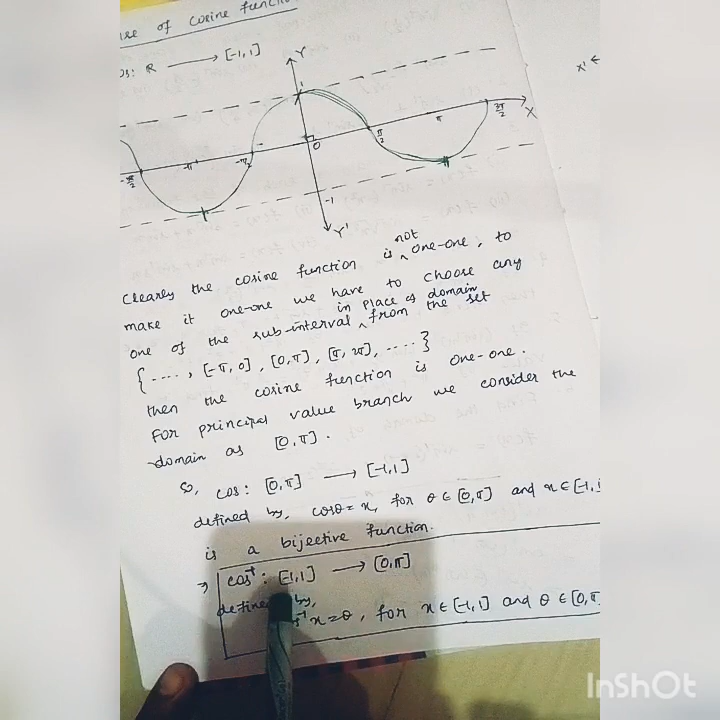 of cosine function
cos: R ⟶ [-1,1]
Y
X'
1
X
-3π/2
-π
-π/2
O
π/2
π
3π/2
-1
Y'
Clearly the cosine function is not one-one, to
make it one-one we have to choose any
one of the sub-interval in place of domain from the set
{ ...., [-π, 0], [0, π], [π, 2π], .... }
then the cosine function is one-one.
For principal value branch we consider the
domain as [0, π].
So, cos: [0, π] ⟶ [-1,1]
defined by, cosθ = x, for θ ∈ [0, π] and x ∈ [-1,
is a bijective function.
⇒ cos⁻¹: [-1,1] ⟶ [0, π]
defined by,
x = θ, for x ∈ [-1,1] and θ ∈ [0, π
InShOt